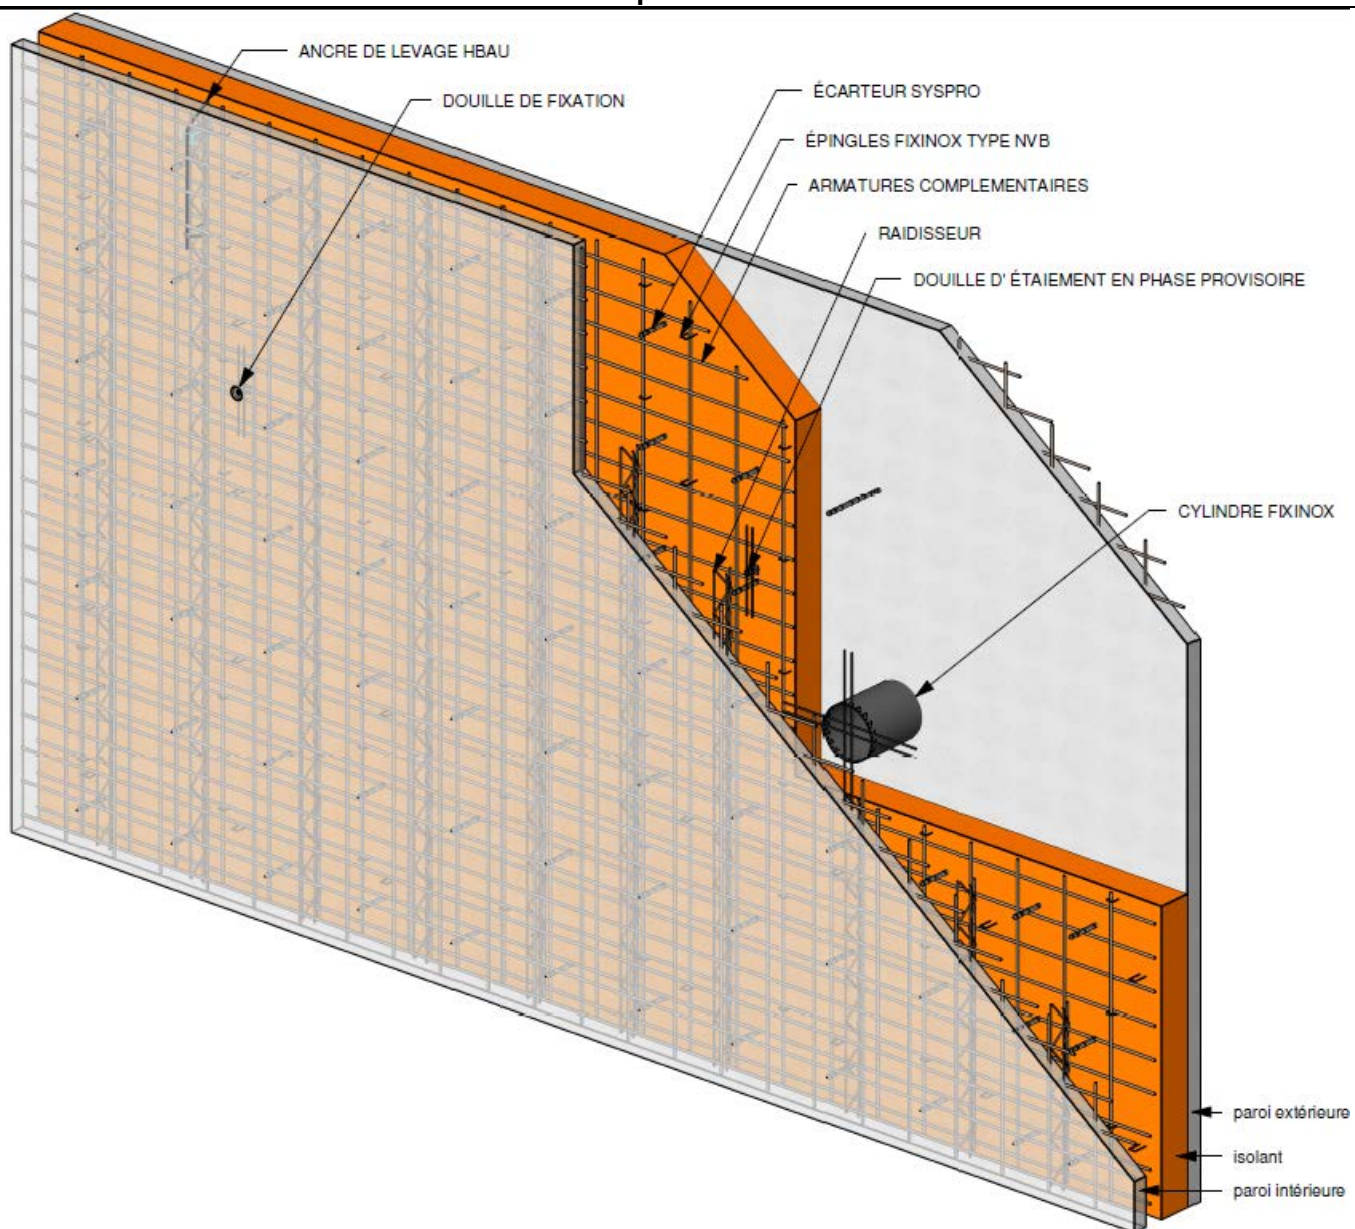 ANCRE DE LEVAGE HBAU
DOUILLE DE FIXATION
ÉCARTEUR SYSPRO
ÉPINGLES FIXINOX TYPE NVB
ARMATURES COMPLEMENTAIRES
RAIDISSEUR
DOUILLE D' ÉTAIEMENT EN PHASE PROVISOIRE
CYLINDRE FIXINOX
paroi extérieure
isolant
paroi intérieure